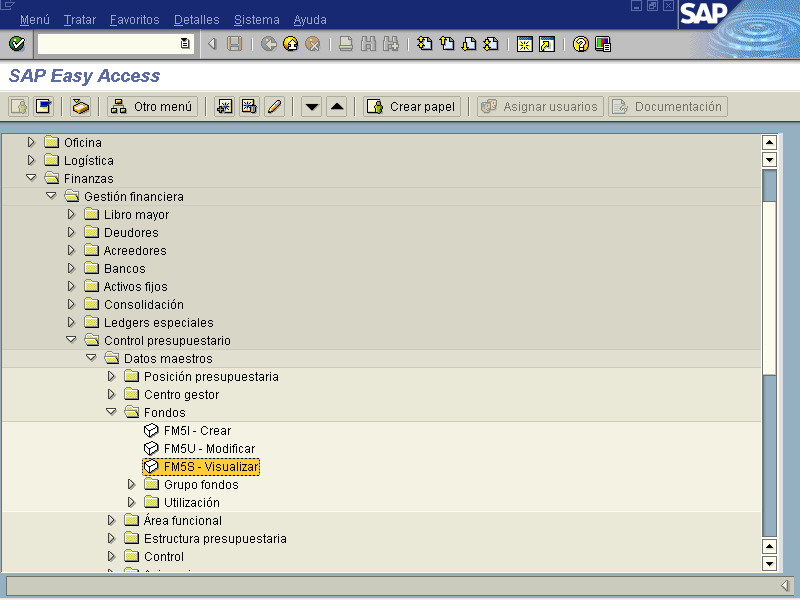 Menú Tratar Favoritos Detalles Sistema Ayuda
SAP
SAP Easy Access
Otro menú Crear papel Asignar usuarios Documentación
Oficina
Logística
Finanzas
Gestión financiera
Libro mayor
Deudores
Acreedores
Bancos
Activos fijos
Consolidación
Ledgers especiales
Control presupuestario
Datos maestros
Posición presupuestaria
Centro gestor
Fondos
FM5I - Crear
FM5U - Modificar
FM5S - Visualizar
Grupo fondos
Utilización
Área funcional
Estructura presupuestaria
Control